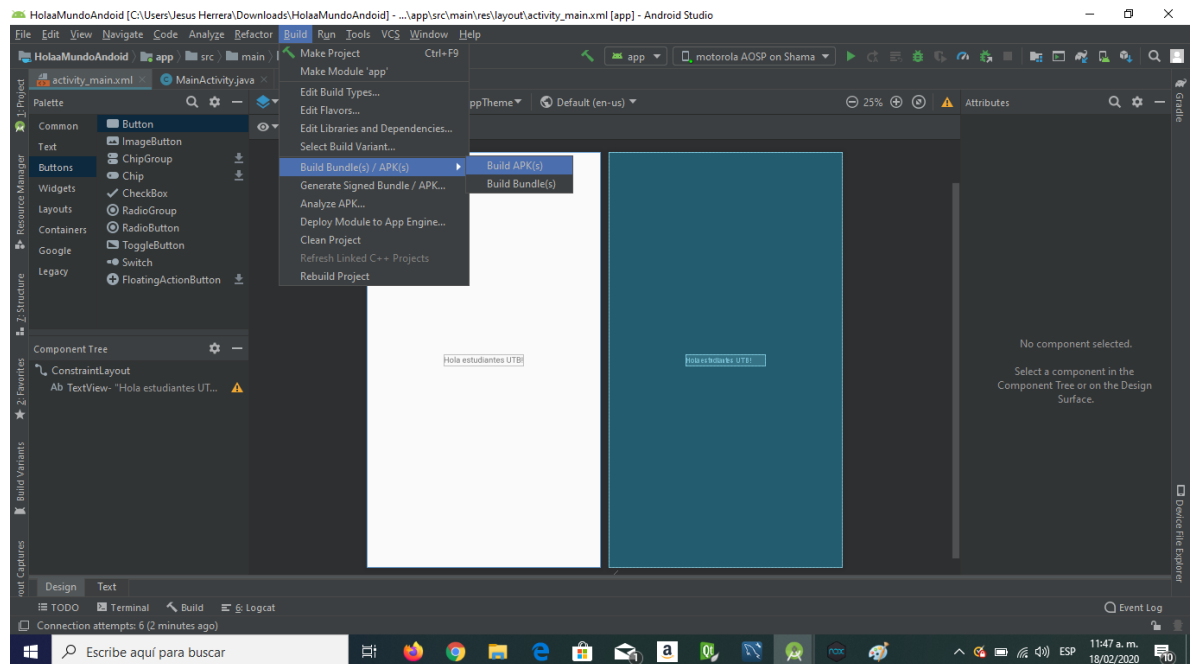 HolaaMundoAndoid [C:\Users\Jesus Herrera\Downloads\HolaaMundoAndoid] - ...\app\src\main\res\layout\activity_main.xml [app] - Android Studio
File Edit View Navigate Code Analyze Refactor Build Run Tools VCS Window Help
HolaaMundoAndroid app src main
app
motorola AOSP on Shama
activity_main.xml
MainActivity.java
Make Project Ctrl+F9
Make Module 'app'
Edit Build Types...
Edit Flavors...
Edit Libraries and Dependencies...
Select Build Variant...
Build Bundle(s) / APK(s)
Generate Signed Bundle / APK...
Analyze APK...
Deploy Module to App Engine...
Clean Project
Refresh Linked C++ Projects
Rebuild Project
Build APK(s)
Build Bundle(s)
Palette
Common
Text
Buttons
Widgets
Layouts
Containers
Google
Legacy
Button
ImageButton
ChipGroup
Chip
CheckBox
RadioGroup
RadioButton
ToggleButton
Switch
FloatingActionButton
ppTheme
Default (en-us)
25%
Attributes
Component Tree
ConstraintLayout
Ab TextView- "Hola estudiantes UT...
Hola estudiantes UTB!
Hola estudiantes UTB!
No component selected.
Select a component in the
Component Tree or on the Design
Surface.
1: Project
Resource Manager
Z: Structure
2: Favorites
Build Variants
out Captures
Gradle
Device File Explorer
Design Text
TODO Terminal Build 6: Logcat
Event Log
Connection attempts: 6 (2 minutes ago)
Escribe aquí para buscar
a
Qt
rox
ESP
11:47 a. m.
18/02/2020
10